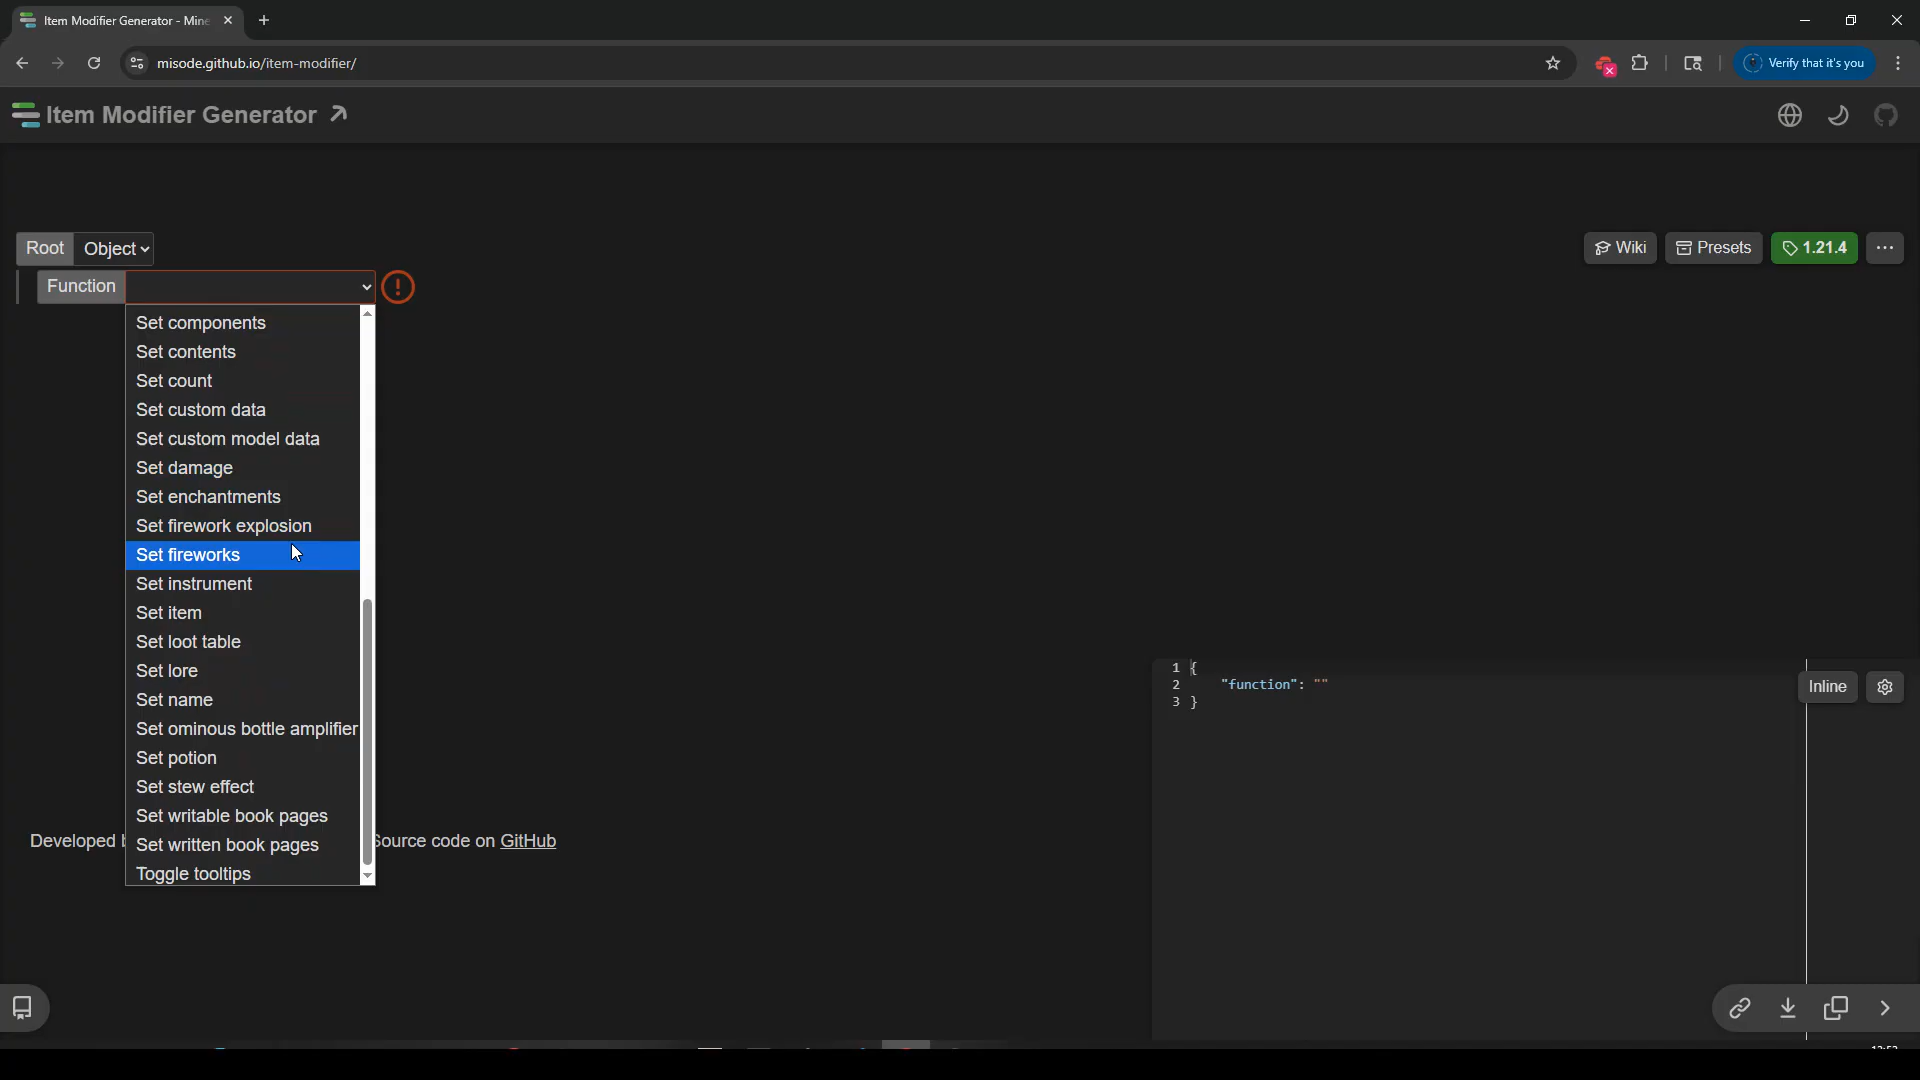 Item Modifier Generator - Mine
misode.github.io/item-modifier/
Verify that it's you
Item Modifier Generator
Root Object
Wiki Presets 1.21.4
Function
Set components
Set contents
Set count
Set custom data
Set custom model data
Set damage
Set enchantments
Set firework explosion
Set fireworks
Set instrument
Set item
Set loot table
Set lore
Set name
Set ominous bottle amplifier
Set potion
Set stew effect
Set writable book pages
Set written book pages
Toggle tooltips
1 {
2 "function": ""
3 }
Inline
Developed
Source code on GitHub